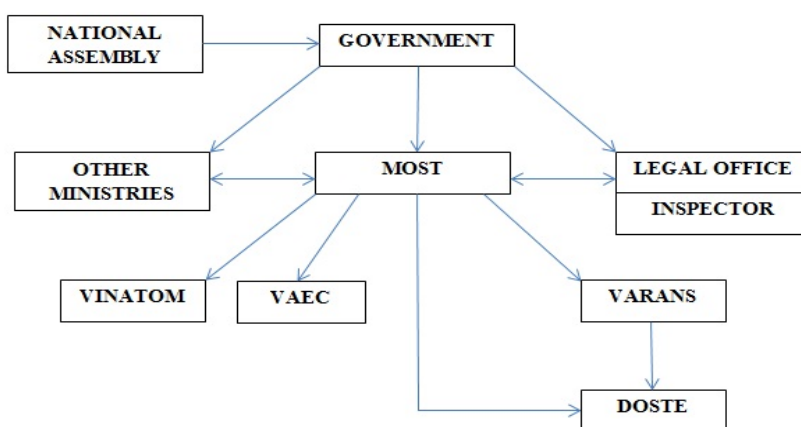 NATIONAL
ASSEMBLY
GOVERNMENT
OTHER
MINISTRIES
MOST
LEGAL OFFICE
INSPECTOR
VINATOM
VAEC
VARANS
DOSTE